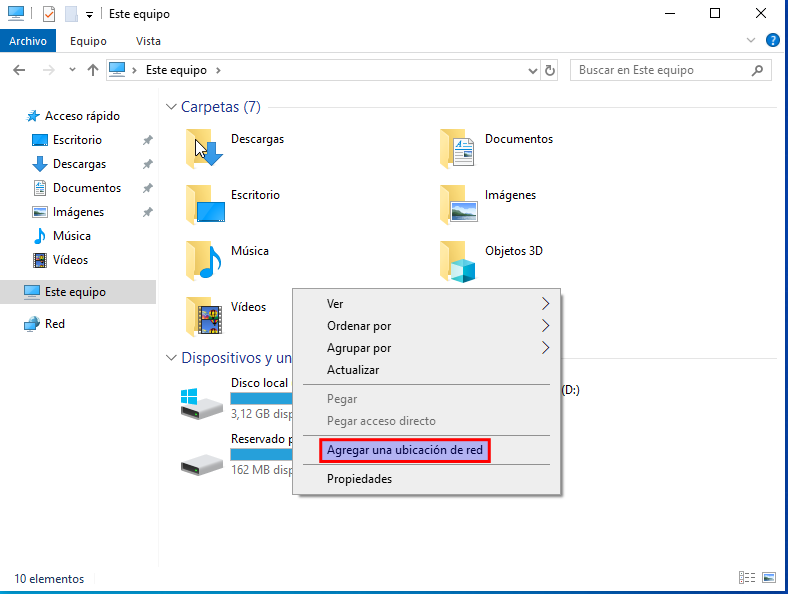 Este equipo
Archivo
Equipo
Vista
Este equipo
Buscar en Este equipo
Acceso rápido
Escritorio
Descargas
Documentos
Imágenes
Música
Vídeos
Este equipo
Red
Carpetas (7)
Descargas
Documentos
Escritorio
Imágenes
Música
Objetos 3D
Vídeos
Dispositivos y un
Disco local
3,12 GB disp
(D:)
Reservado p
162 MB disp
Ver
Ordenar por
Agrupar por
Actualizar
Pegar
Pegar acceso directo
Agregar una ubicación de red
Propiedades
10 elementos